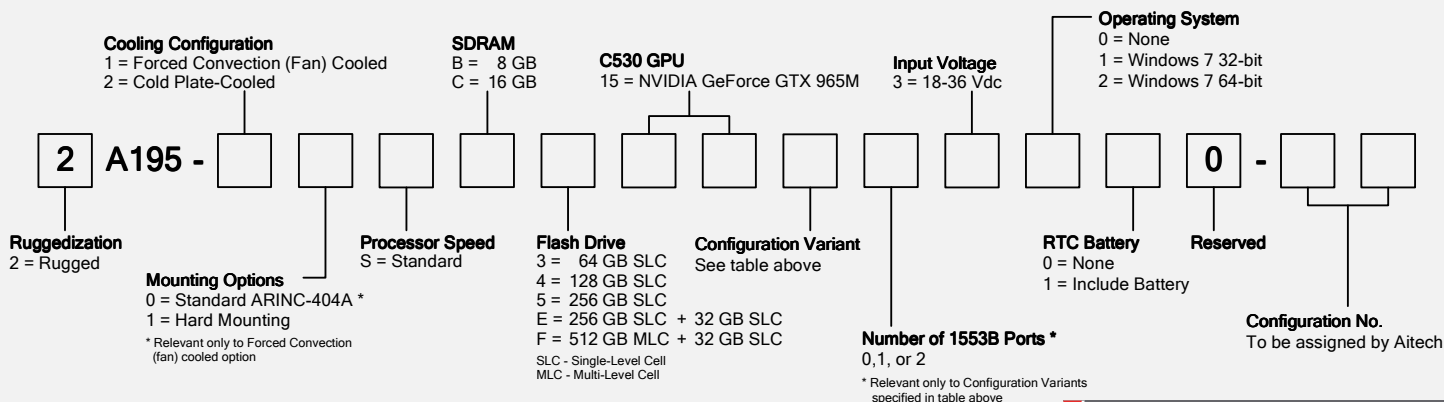 Cooling Configuration
1 = Forced Convection (Fan) Cooled
2 = Cold Plate-Cooled
SDRAM
B = 8 GB
C = 16 GB
C530 GPU
15 = NVIDIA GeForce GTX 965M
Input Voltage
3 = 18-36 Vdc
Operating System
0 = None
1 = Windows 7 32-bit
2 = Windows 7 64-bit
2 A195 - 0 -
Ruggedization
2 = Rugged
Mounting Options
0 = Standard ARINC-404A *
1 = Hard Mounting
* Relevant only to Forced Convection
(fan) cooled option
Processor Speed
S = Standard
Flash Drive
3 = 64 GB SLC
4 = 128 GB SLC
5 = 256 GB SLC
E = 256 GB SLC + 32 GB SLC
F = 512 GB MLC + 32 GB SLC
SLC - Single-Level Cell
MLC - Multi-Level Cell
Configuration Variant
See table above
Number of 1553B Ports *
0,1, or 2
* Relevant only to Configuration Variants
specified in table above
RTC Battery
0 = None
1 = Include Battery
Reserved
Configuration No.
To be assigned by Aitech